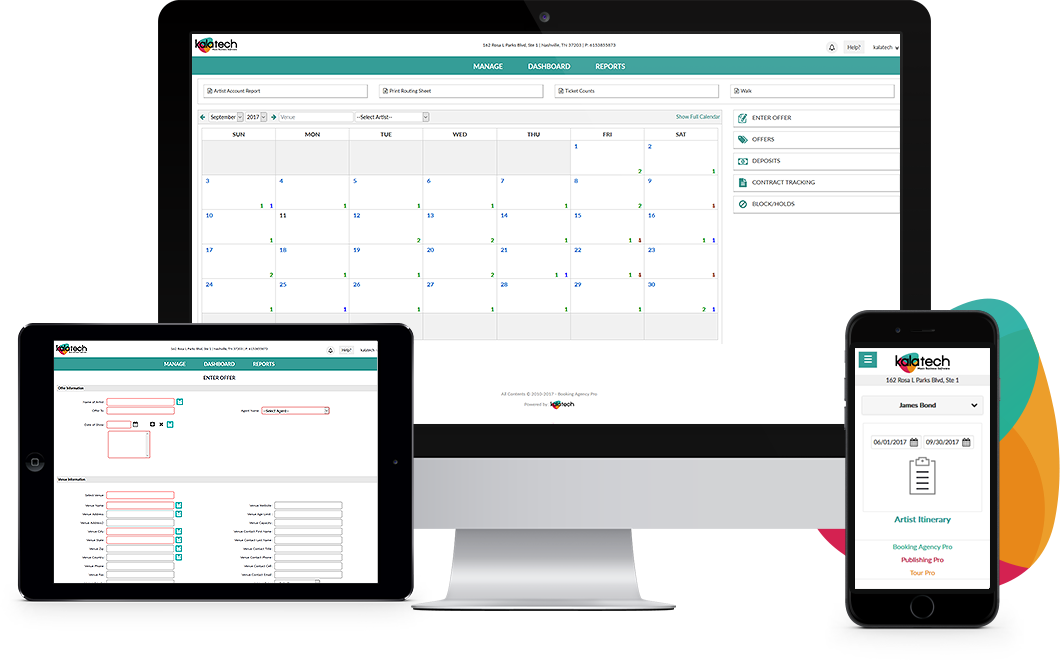 kalatech
Music Business Software
162 Rosa L Parks Blvd, Ste 1 | Nashville, TN 37203 | P: 6153855873
Help?
kalatech
MANAGE DASHBOARD REPORTS
Artist Account Report
Print Routing Sheet
Ticket Counts
Walk
September 2017 Venue --Select Artist-- Show Full Calendar
SUN MON TUE WED THU FRI SAT
1 2
2 1
3 4 5 6 7 8 9
1 1 1 1 1 1 2 1
10 11 12 13 14 15 16
1 2 2 1 1 1 1 1
17 18 19 20 21 22 23
2 1 1 2 1 1 1 1 1
24 25 26 27 28 29 30
1 1 1 1 1 1 2 1
ENTER OFFER
OFFERS
DEPOSITS
CONTRACT TRACKING
BLOCK/HOLDS
All Contents © 2010-2017 - Booking Agency Pro
Powered by kalatech
kalatech
162 Rosa L Parks Blvd, Ste 1 | Nashville, TN 37203 | P: 6153855873
Help?
kalatech
MANAGE DASHBOARD REPORTS
ENTER OFFER
Offer Information
Name of Artist
Offer To
Agent Name --Select Agent--
Date of Show
Venue Information
Select Venue
Venue Name
Venue Address
Venue Address2
Venue City
Venue State
Venue Zip
Venue Country
Venue Phone
Venue Fax
Venue Website
Venue Age Limit
Venue Capacity
Venue Contact First Name
Venue Contact Last Name
Venue Contact Title
Venue Contact Phone
Venue Contact Cell
Venue Contact Email
kalatech
Music Business Software
162 Rosa L Parks Blvd, Ste 1
James Bond
06/01/2017 09/30/2017
Artist Itinerary
Booking Agency Pro
Publishing Pro
Tour Pro